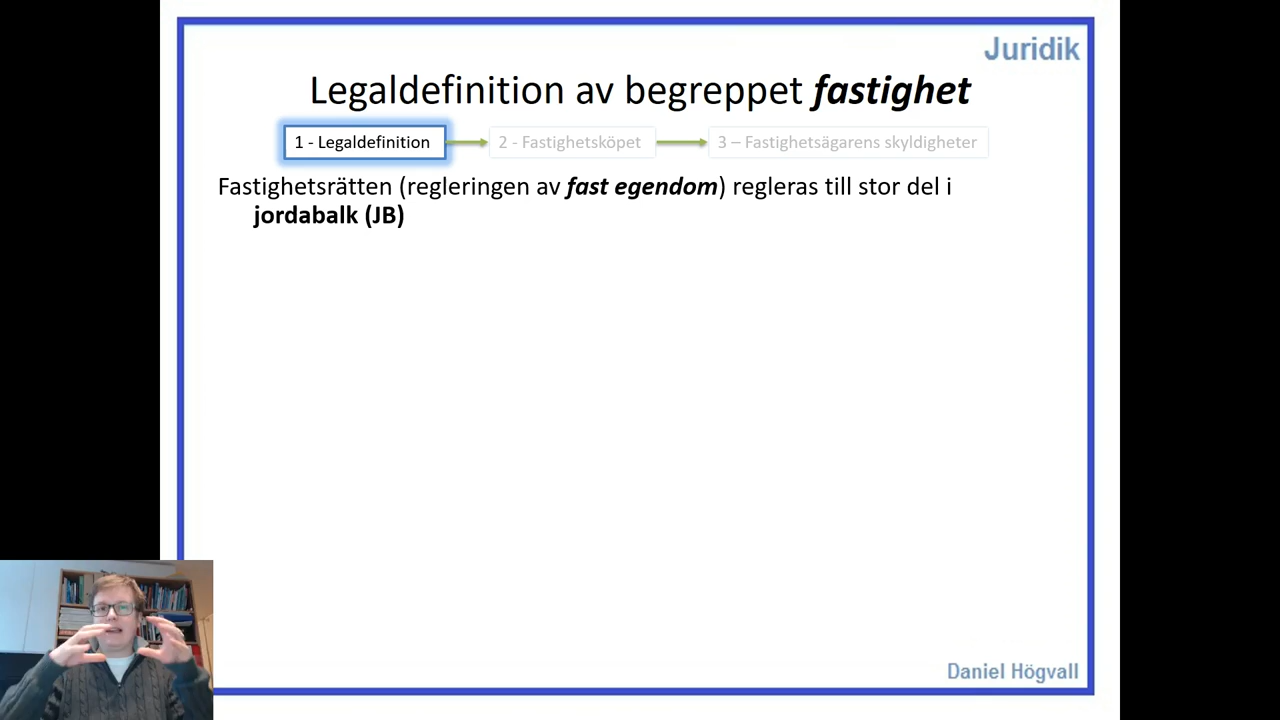 Juridik
Legaldefinition av begreppet fastighet
1 - Legaldefinition
2 - Fastighetsköpet
3 – Fastighetsägarens skyldigheter
Fastighetsrätten (regleringen av fast egendom) regleras till stor del i
jordabalk (JB)
Daniel Högvall